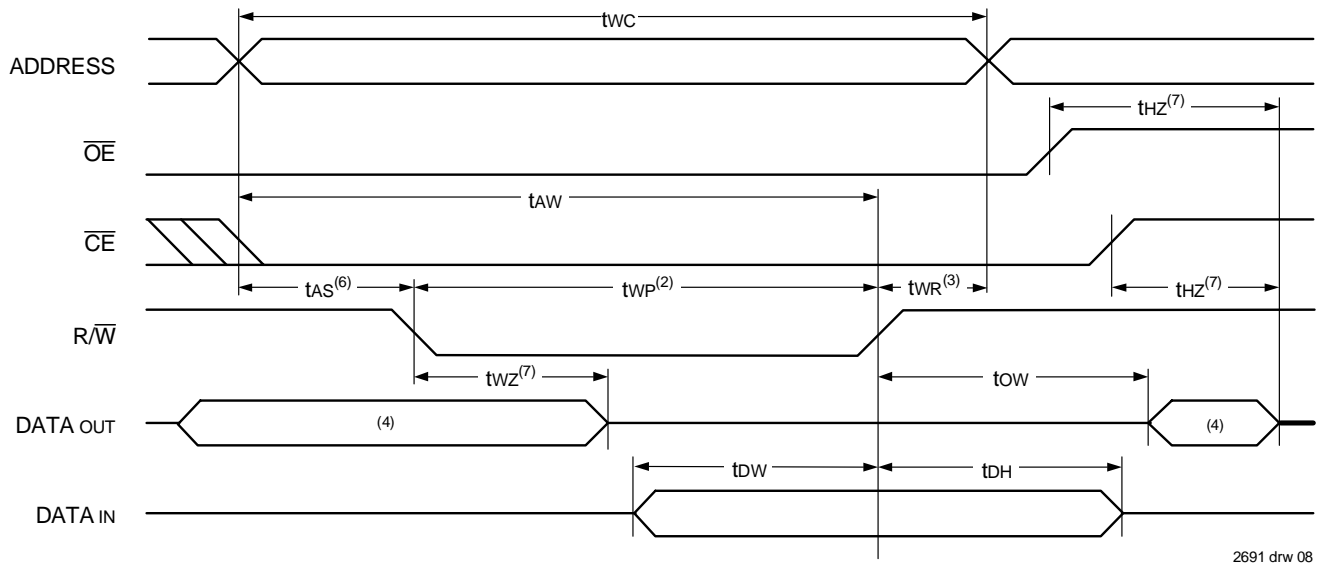 tWC
ADDRESS
tHZ(7)
OE
tAW
CE
tAS(6) tWP(2) tWR(3) tHZ(7)
R/W
tWZ(7) tOW
DATA OUT (4) (4)
tDW tDH
DATA IN
2691 drw 08